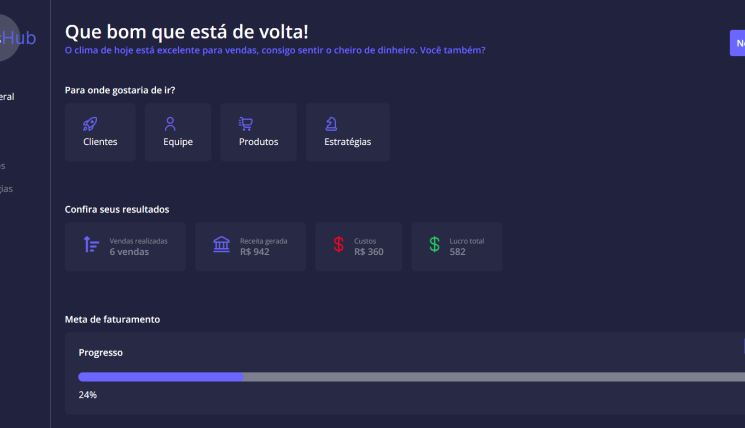 Hub
Que bom que está de volta!
O clima de hoje está excelente para vendas, consigo sentir o cheiro de dinheiro. Você também?
eral
Para onde gostaria de ir?
Clientes
Equipe
Produtos
Estratégias
gias
Confira seus resultados
Vendas realizadas
6 vendas
Receita gerada
R$ 942
Custos
R$ 360
Lucro total
582
Meta de faturamento
Progresso
24%